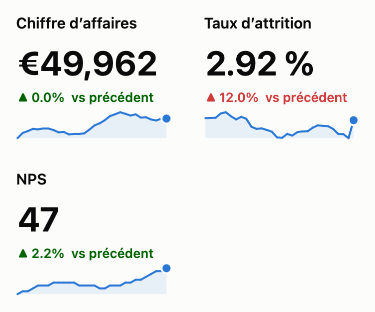 Chiffre d'affaires
€49,962
▲ 0.0% vs précédent
Taux d'attrition
2.92 %
▲ 12.0% vs précédent
NPS
47
▲ 2.2% vs précédent